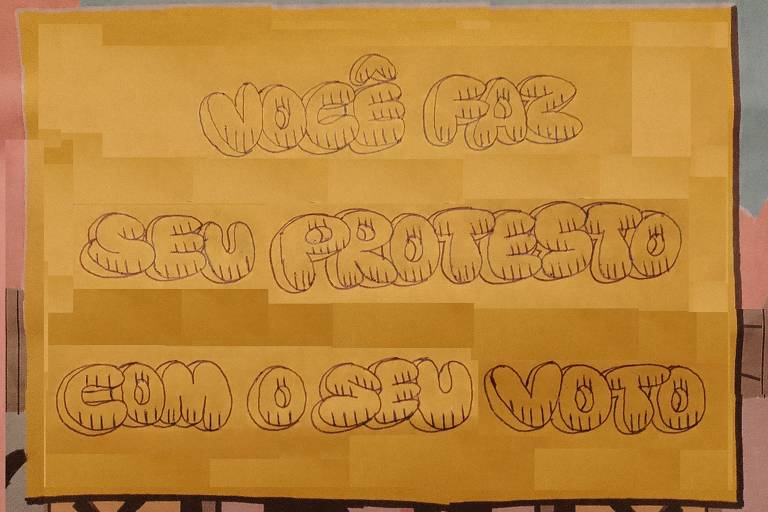 VOCÊ FAZ
SEU PROTESTO
COM O SEU VOTO